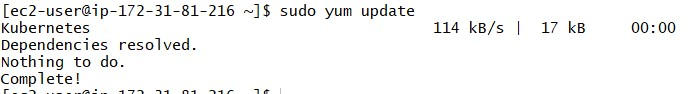 [ec2-user@ip-172-31-81-216 ~]$ sudo yum update
Kubernetes 114 kB/s | 17 kB 00:00
Dependencies resolved.
Nothing to do.
Complete!